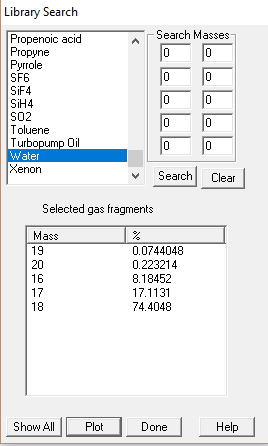 Library Search
Propenoic acid
Propyne
Pyrrole
SF6
SiF4
SiH4
SO2
Toluene
Turbopump Oil
Water
Xenon
Search Masses
0 0
0 0
0 0
0 0
0 0
Search Clear
Selected gas fragments
Mass %
19 0.0744048
20 0.223214
16 8.18452
17 17.1131
18 74.4048
Show All Plot Done Help